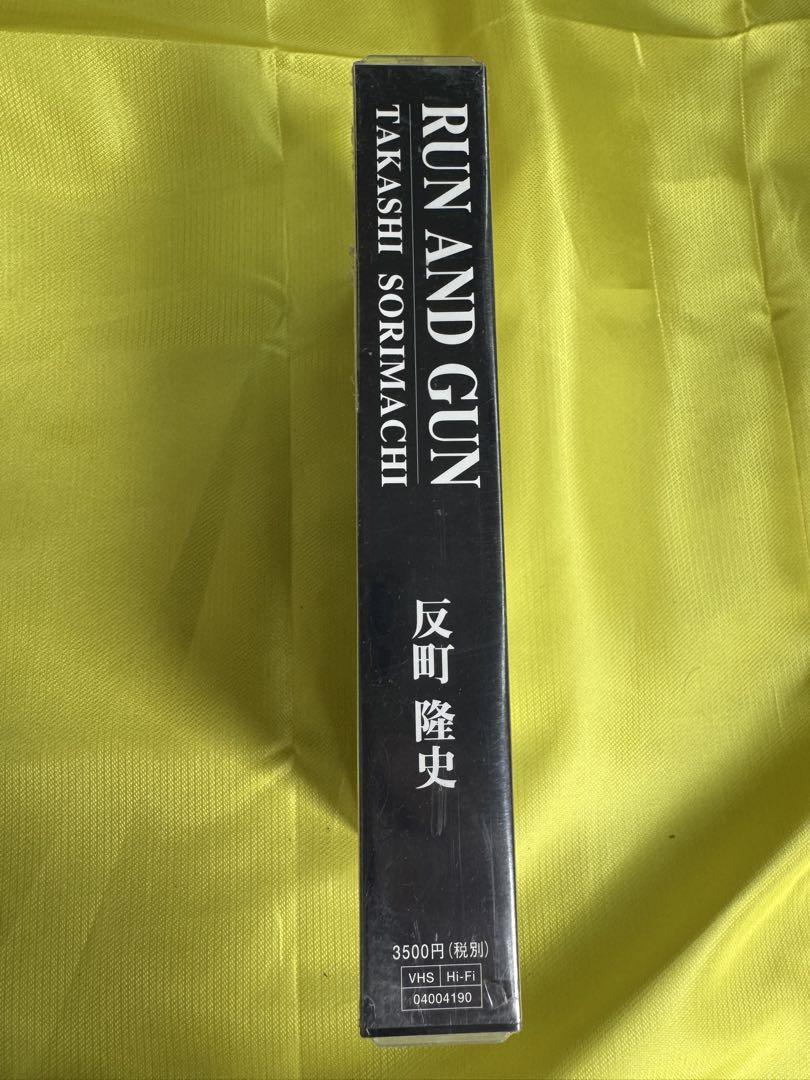 RUN AND GUN
TAKASHI SORIMACHI
反町 隆史
3500円(税別)
VHS Hi-Fi
04004190